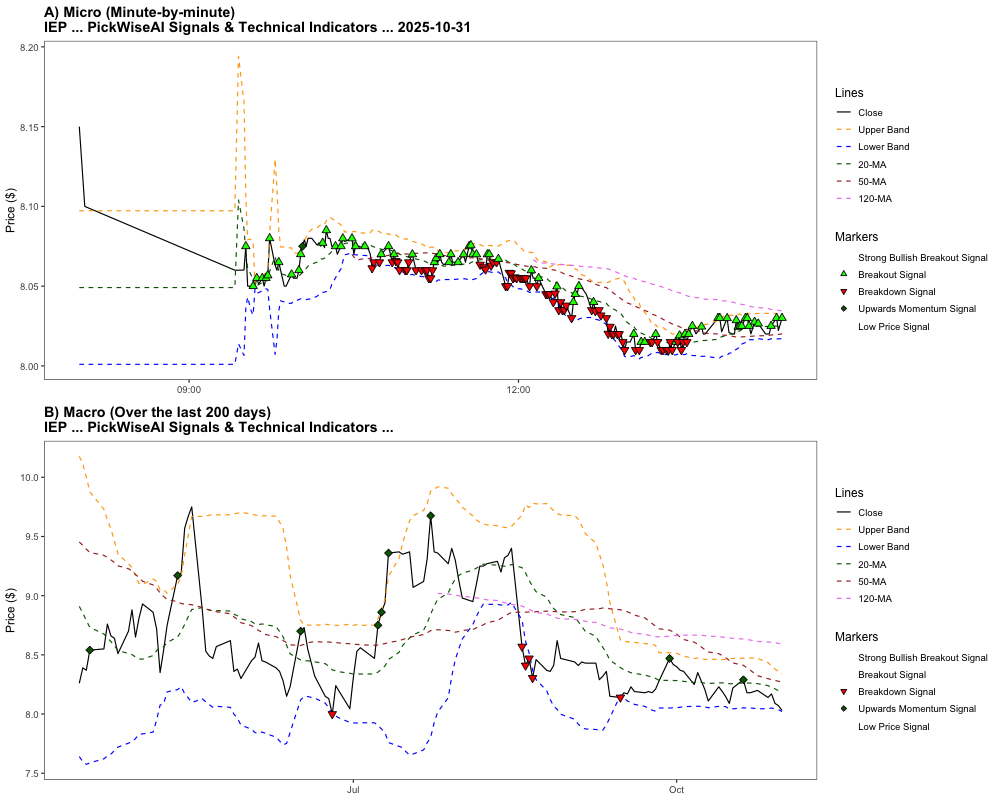 A) Micro (Minute-by-minute)
IEP ... PickWiseAI Signals & Technical Indicators ... 2025-10-31
8.20
8.15
8.10
8.05
8.00
Price ($)
09:00
12:00
Lines
Close
Upper Band
Lower Band
20-MA
50-MA
120-MA
Markers
Strong Bullish Breakout Signal
Breakout Signal
Breakdown Signal
Upwards Momentum Signal
Low Price Signal
B) Macro (Over the last 200 days)
IEP ... PickWiseAI Signals & Technical Indicators ...
10.0
9.5
9.0
8.5
8.0
7.5
Price ($)
Jul
Oct
Lines
Close
Upper Band
Lower Band
20-MA
50-MA
120-MA
Markers
Strong Bullish Breakout Signal
Breakout Signal
Breakdown Signal
Upwards Momentum Signal
Low Price Signal